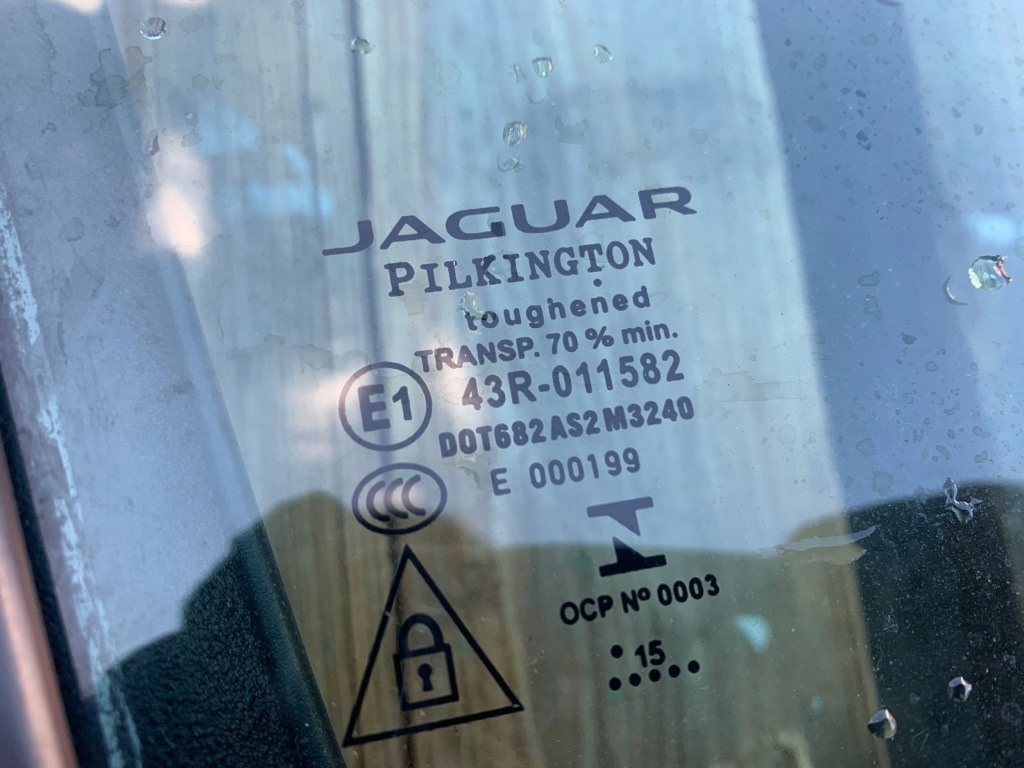 JAGUAR
PILKINGTON
toughened
TRANSP. 70 % min.
E1 43R-011582
DOT682 AS2 M3240
CCC E 000199
OCP Nº 0003
15